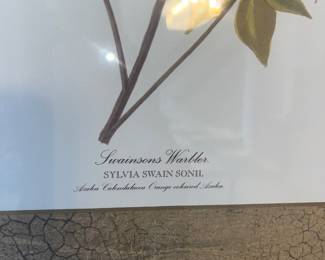 Swainsons Warbler.
SYLVIA SWAIN SONII.
Azalea Calendulacea Orange-coloured Azalea